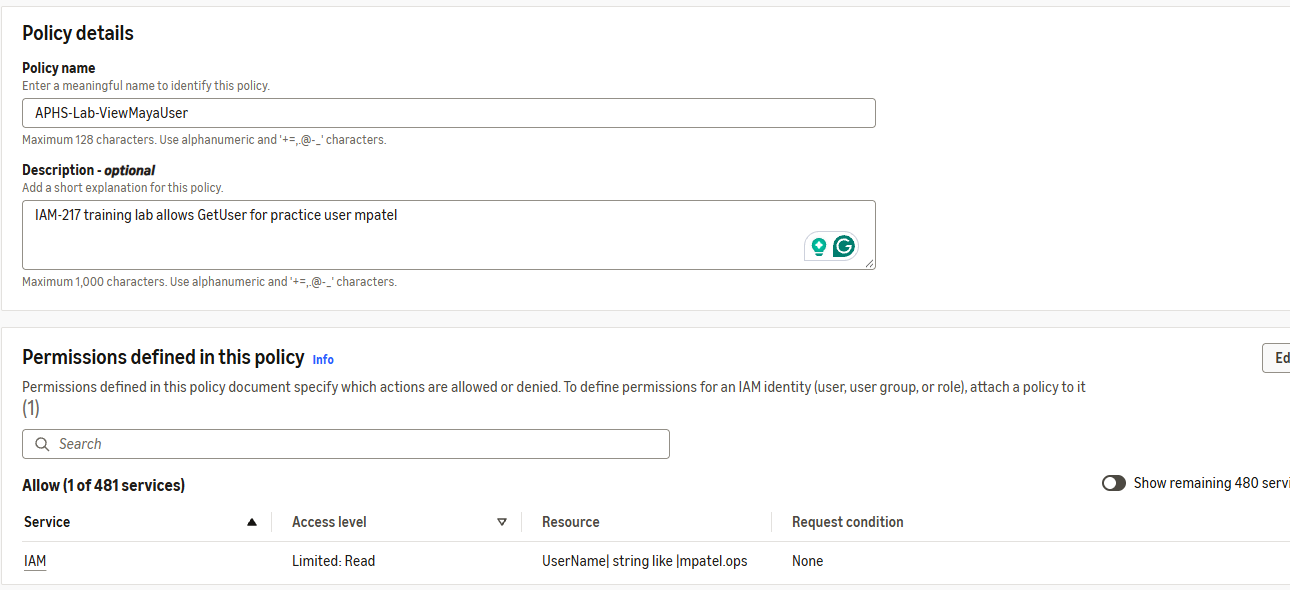 Policy details
Policy name
Enter a meaningful name to identify this policy.
APHS-Lab-ViewMayaUser
Maximum 128 characters. Use alphanumeric and '+=,.@-_' characters.
Description - optional
Add a short explanation for this policy.
IAM-217 training lab allows GetUser for practice user mpatel
Maximum 1,000 characters. Use alphanumeric and '+=,.@-_' characters.
Permissions defined in this policy Info
Ed
Permissions defined in this policy document specify which actions are allowed or denied. To define permissions for an IAM identity (user, user group, or role), attach a policy to it
(1)
Search
Allow (1 of 481 services)
Show remaining 480 servi
Service Access level Resource Request condition
IAM Limited: Read UserName| string like |mpatel.ops None